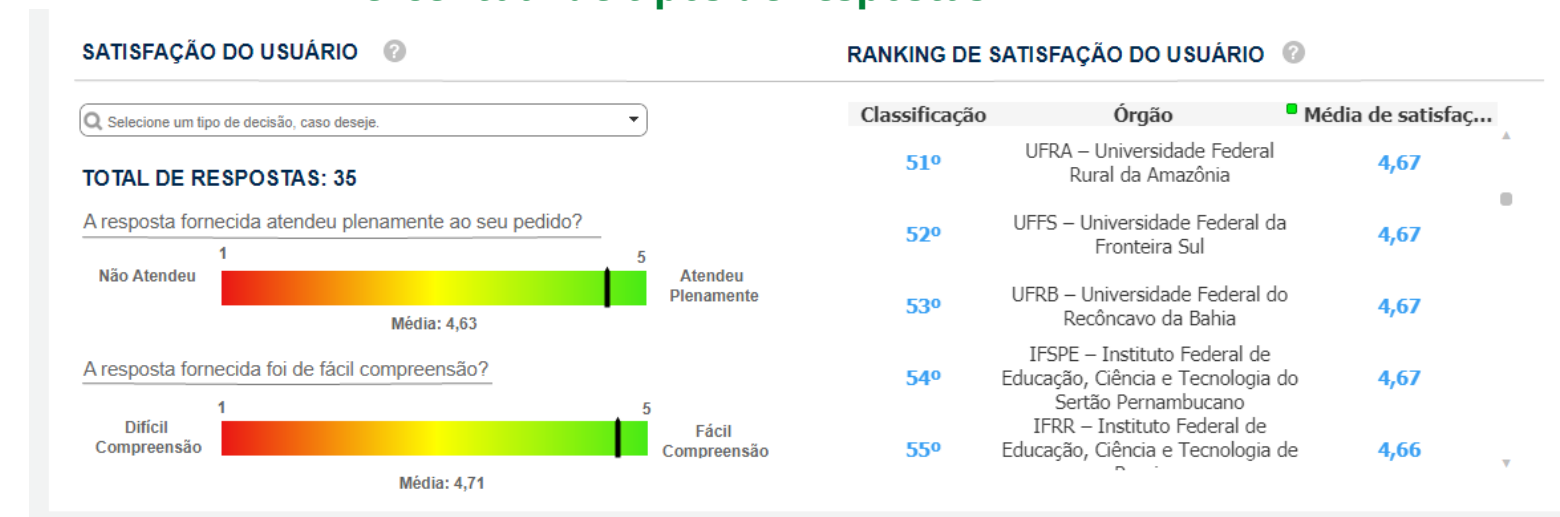 SATISFAÇÃO DO USUÁRIO
Selecione um tipo de decisão, caso deseje.
TOTAL DE RESPOSTAS: 35
A resposta fornecida atendeu plenamente ao seu pedido?
1
5
Não Atendeu
Atendeu
Plenamente
Média: 4,63
A resposta fornecida foi de fácil compreensão?
1
5
Difícil
Compreensão
Fácil
Compreensão
Média: 4,71
RANKING DE SATISFAÇÃO DO USUÁRIO
Classificação Órgão Média de satisfaç...
51º UFRA – Universidade Federal
Rural da Amazônia 4,67
52º UFFS – Universidade Federal da
Fronteira Sul 4,67
53º UFRB – Universidade Federal do
Recôncavo da Bahia 4,67
54º IFSPE – Instituto Federal de
Educação, Ciência e Tecnologia do
Sertão Pernambucano 4,67
55º IFRR – Instituto Federal de
Educação, Ciência e Tecnologia de 4,66